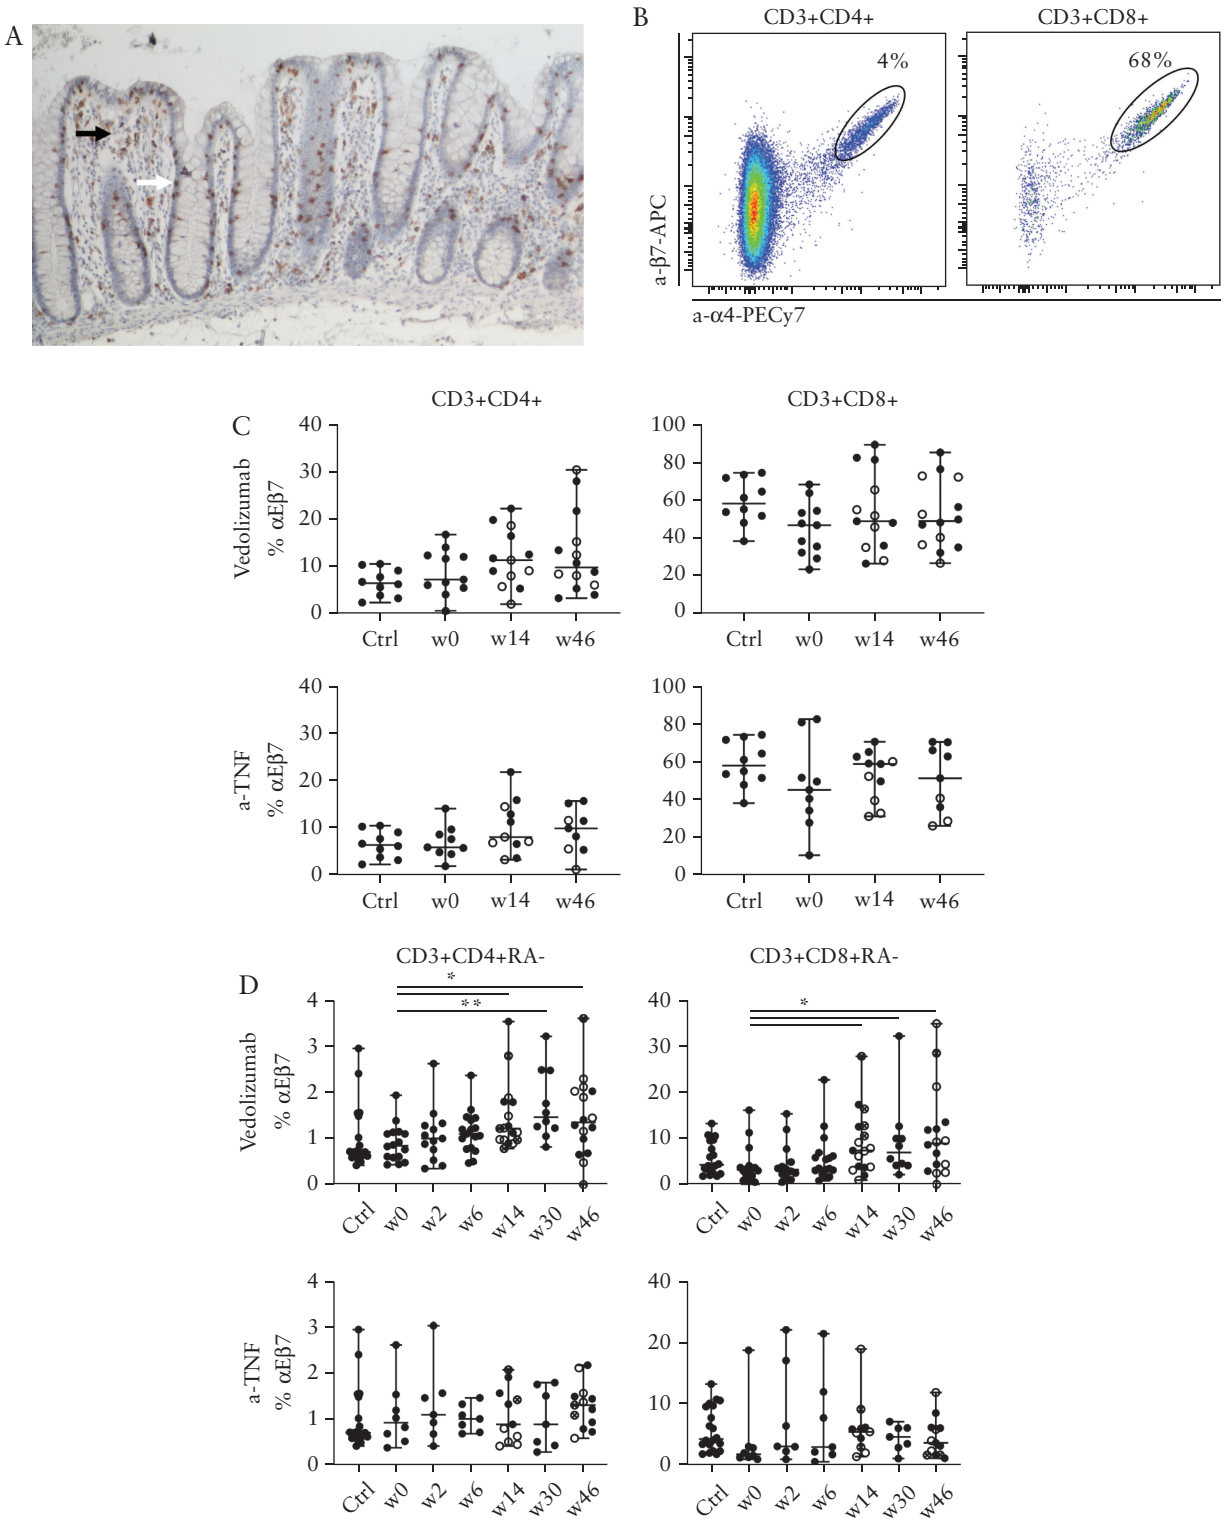 A
B
CD3+CD4+
CD3+CD8+
4%
68%
a-β7-APC
a-α4-PECy7
C
CD3+CD4+
CD3+CD8+
Vedolizumab
% αEβ7
40
30
20
10
0
Ctrl w0 w14 w46
100
80
60
40
20
0
Ctrl w0 w14 w46
a-TNF
% αEβ7
40
30
20
10
0
Ctrl w0 w14 w46
100
80
60
40
20
0
Ctrl w0 w14 w46
D
CD3+CD4+RA-
CD3+CD8+RA-
Vedolizumab
% αEβ7
*
**
4
3
2
1
0
Ctrl w0 w2 w6 w14 w30 w46
*
40
30
20
10
0
Ctrl w0 w2 w6 w14 w30 w46
a-TNF
% αEβ7
4
3
2
1
0
Ctrl w0 w2 w6 w14 w30 w46
40
20
10
0
Ctrl w0 w2 w6 w14 w30 w46